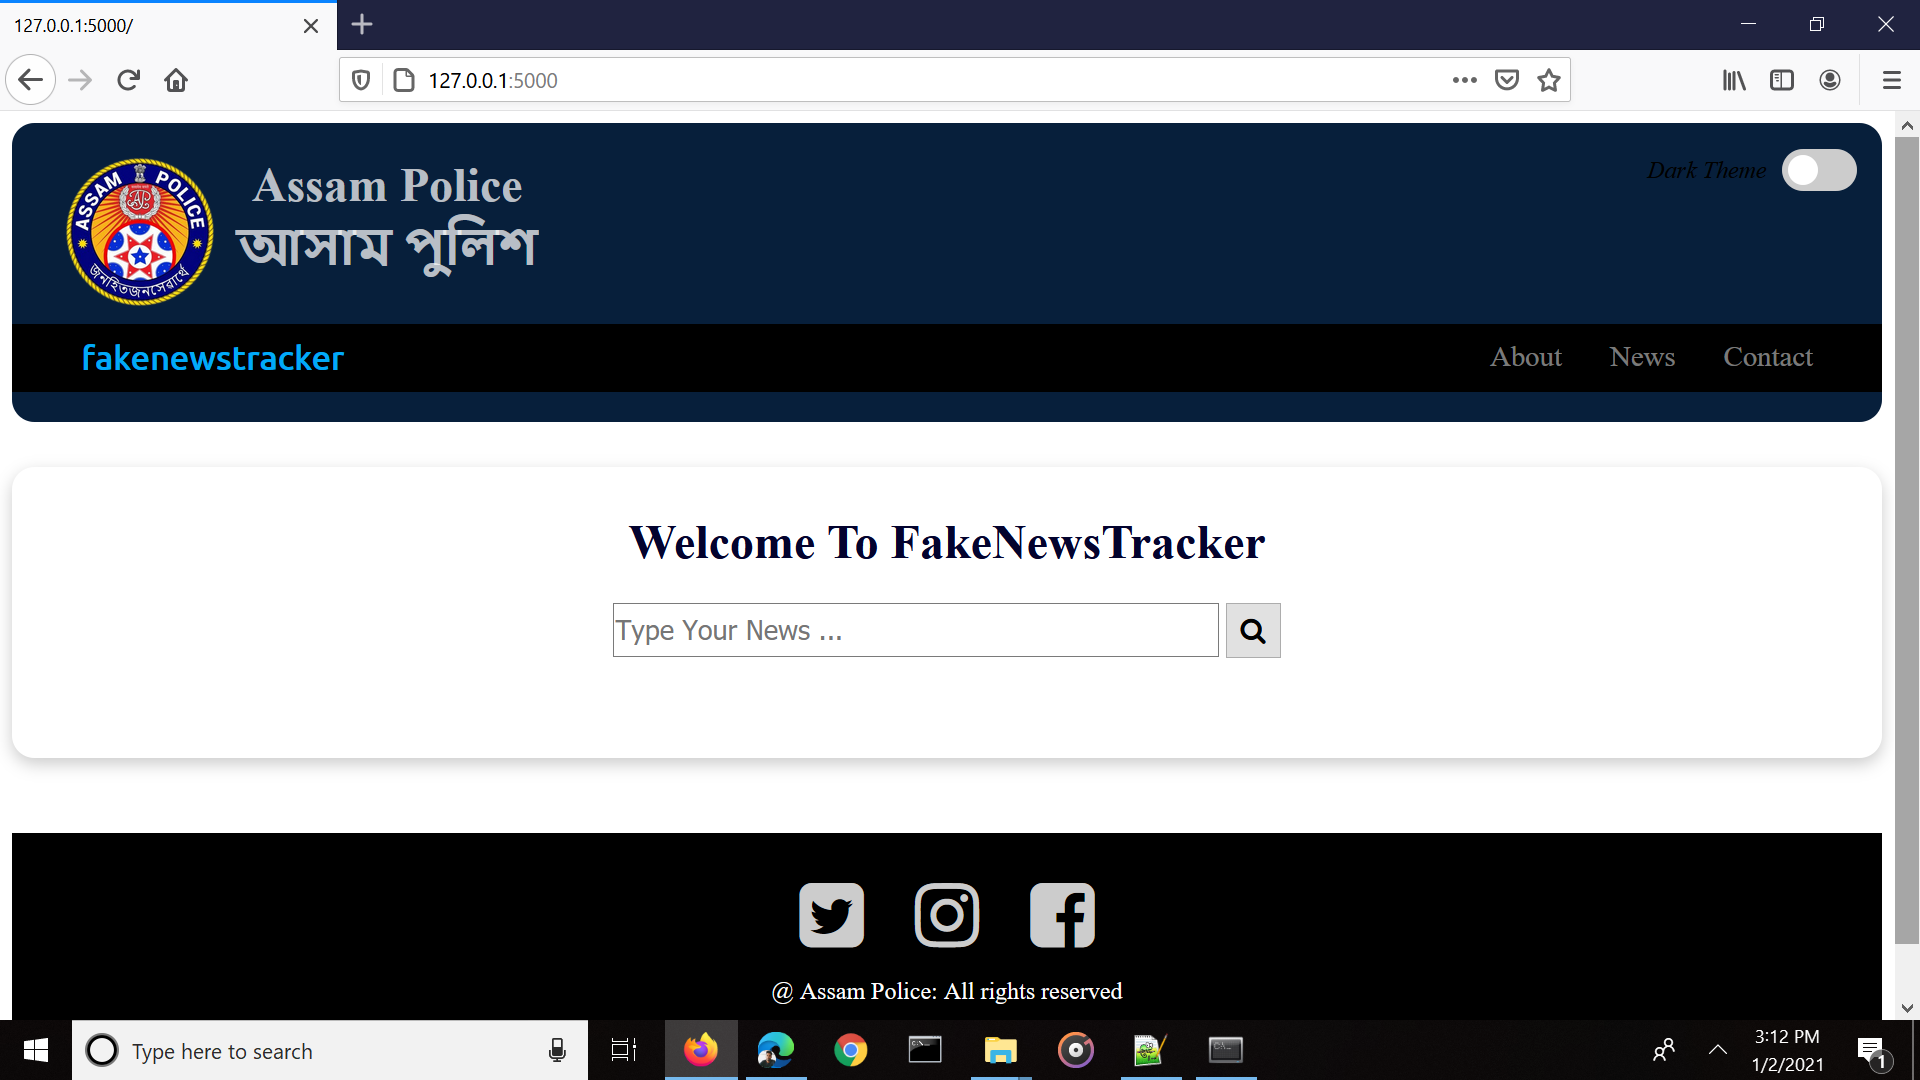 127.0.0.1:5000/
127.0.0.1:5000
ASSAM POLICE
জনহিতজনসেৱাৰ্থে
Assam Police
আসাম পুলিশ
Dark Theme
fakenewstracker
About News Contact
Welcome To FakeNewsTracker
Type Your News ...
@ Assam Police: All rights reserved
Type here to search
3:12 PM
1/2/2021
1